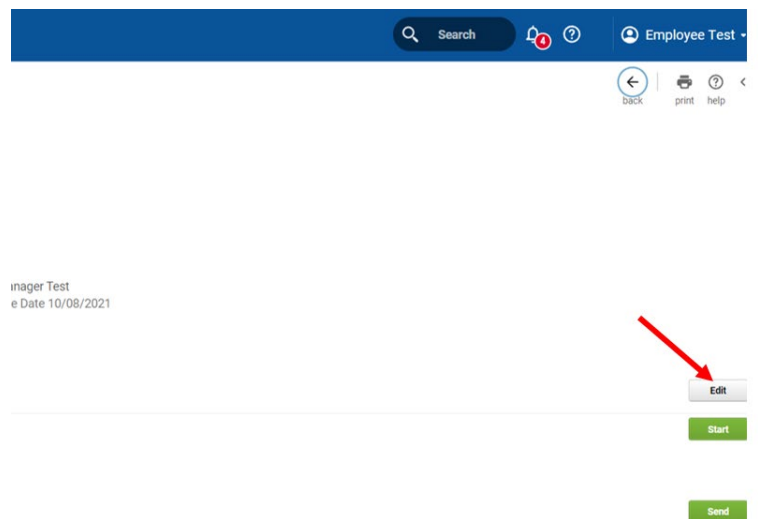 Search
4
Employee Test
back
print
help
anager Test
e Date 10/08/2021
Edit
Start
Send